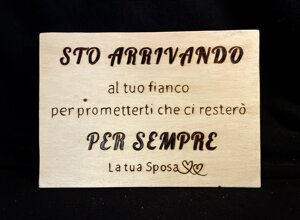 STO ARRIVANDO
al tuo fianco
per prometterti che ci resterò
PER SEMPRE
La tua Sposa